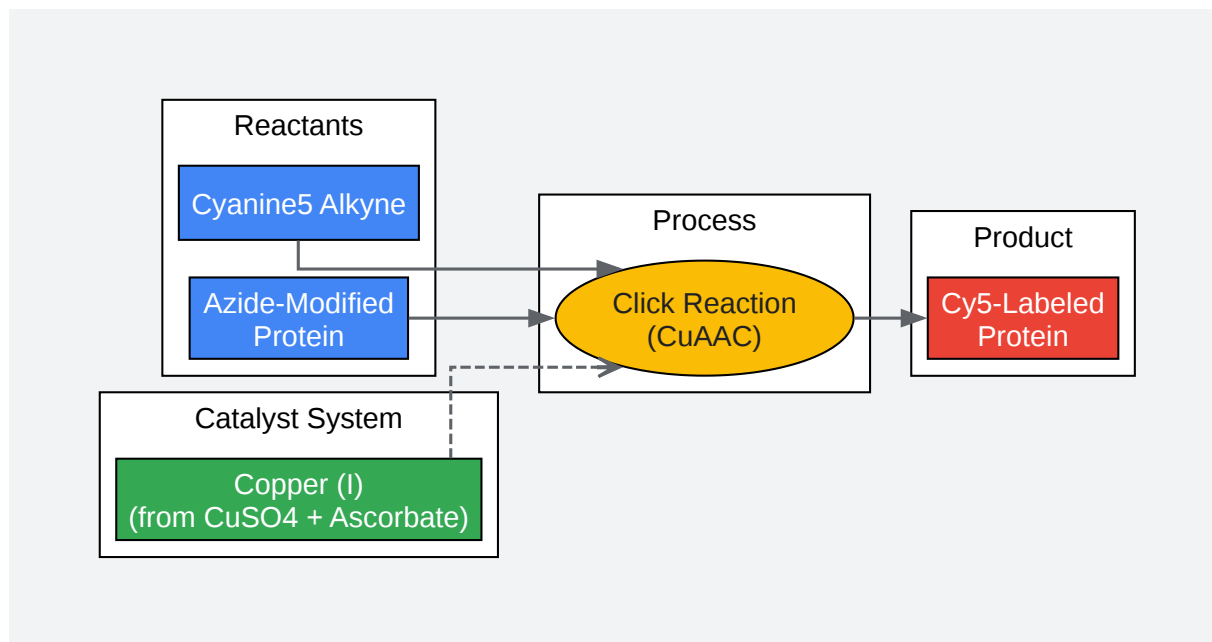 Reactants
Cyanine5 Alkyne
Azide-Modified
Protein
Catalyst System
Copper (I)
(from CuSO4 + Ascorbate)
Process
Click Reaction
(CuAAC)
Product
Cy5-Labeled
Protein